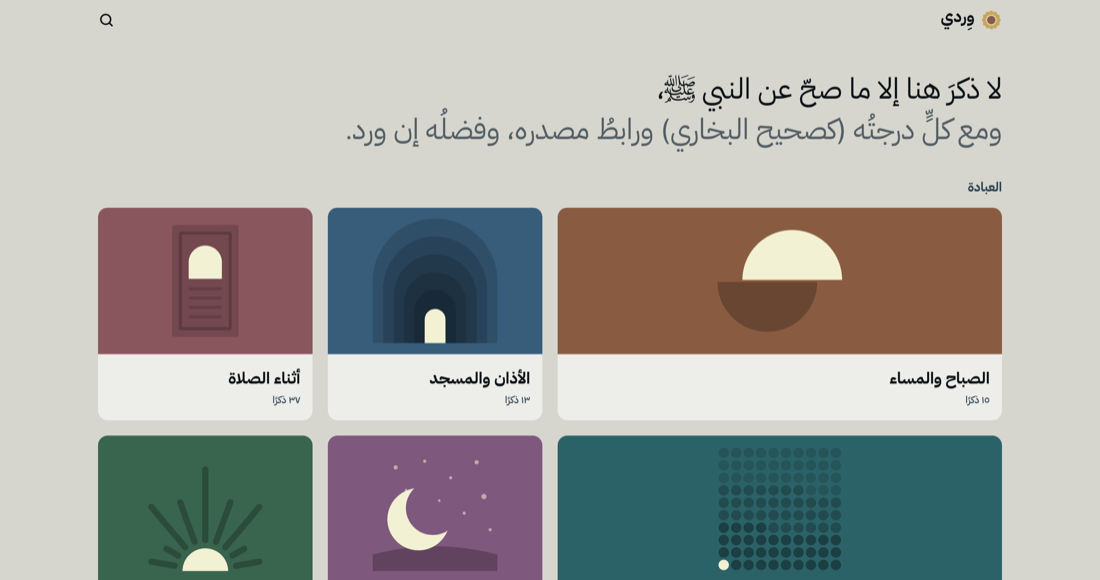 وِردي
لا ذكرَ هنا إلا ما صحّ عن النبي ﷺ،
ومع كلٍّ درجتُه (كصحيح البخاري) ورابطُ مصدره، وفضلُه إن ورد.
العبادة
الصباح والمساء
١٥ ذكرًا
الأذان والمسجد
١٣ ذكرًا
أثناء الصلاة
٣٧ ذكرًا